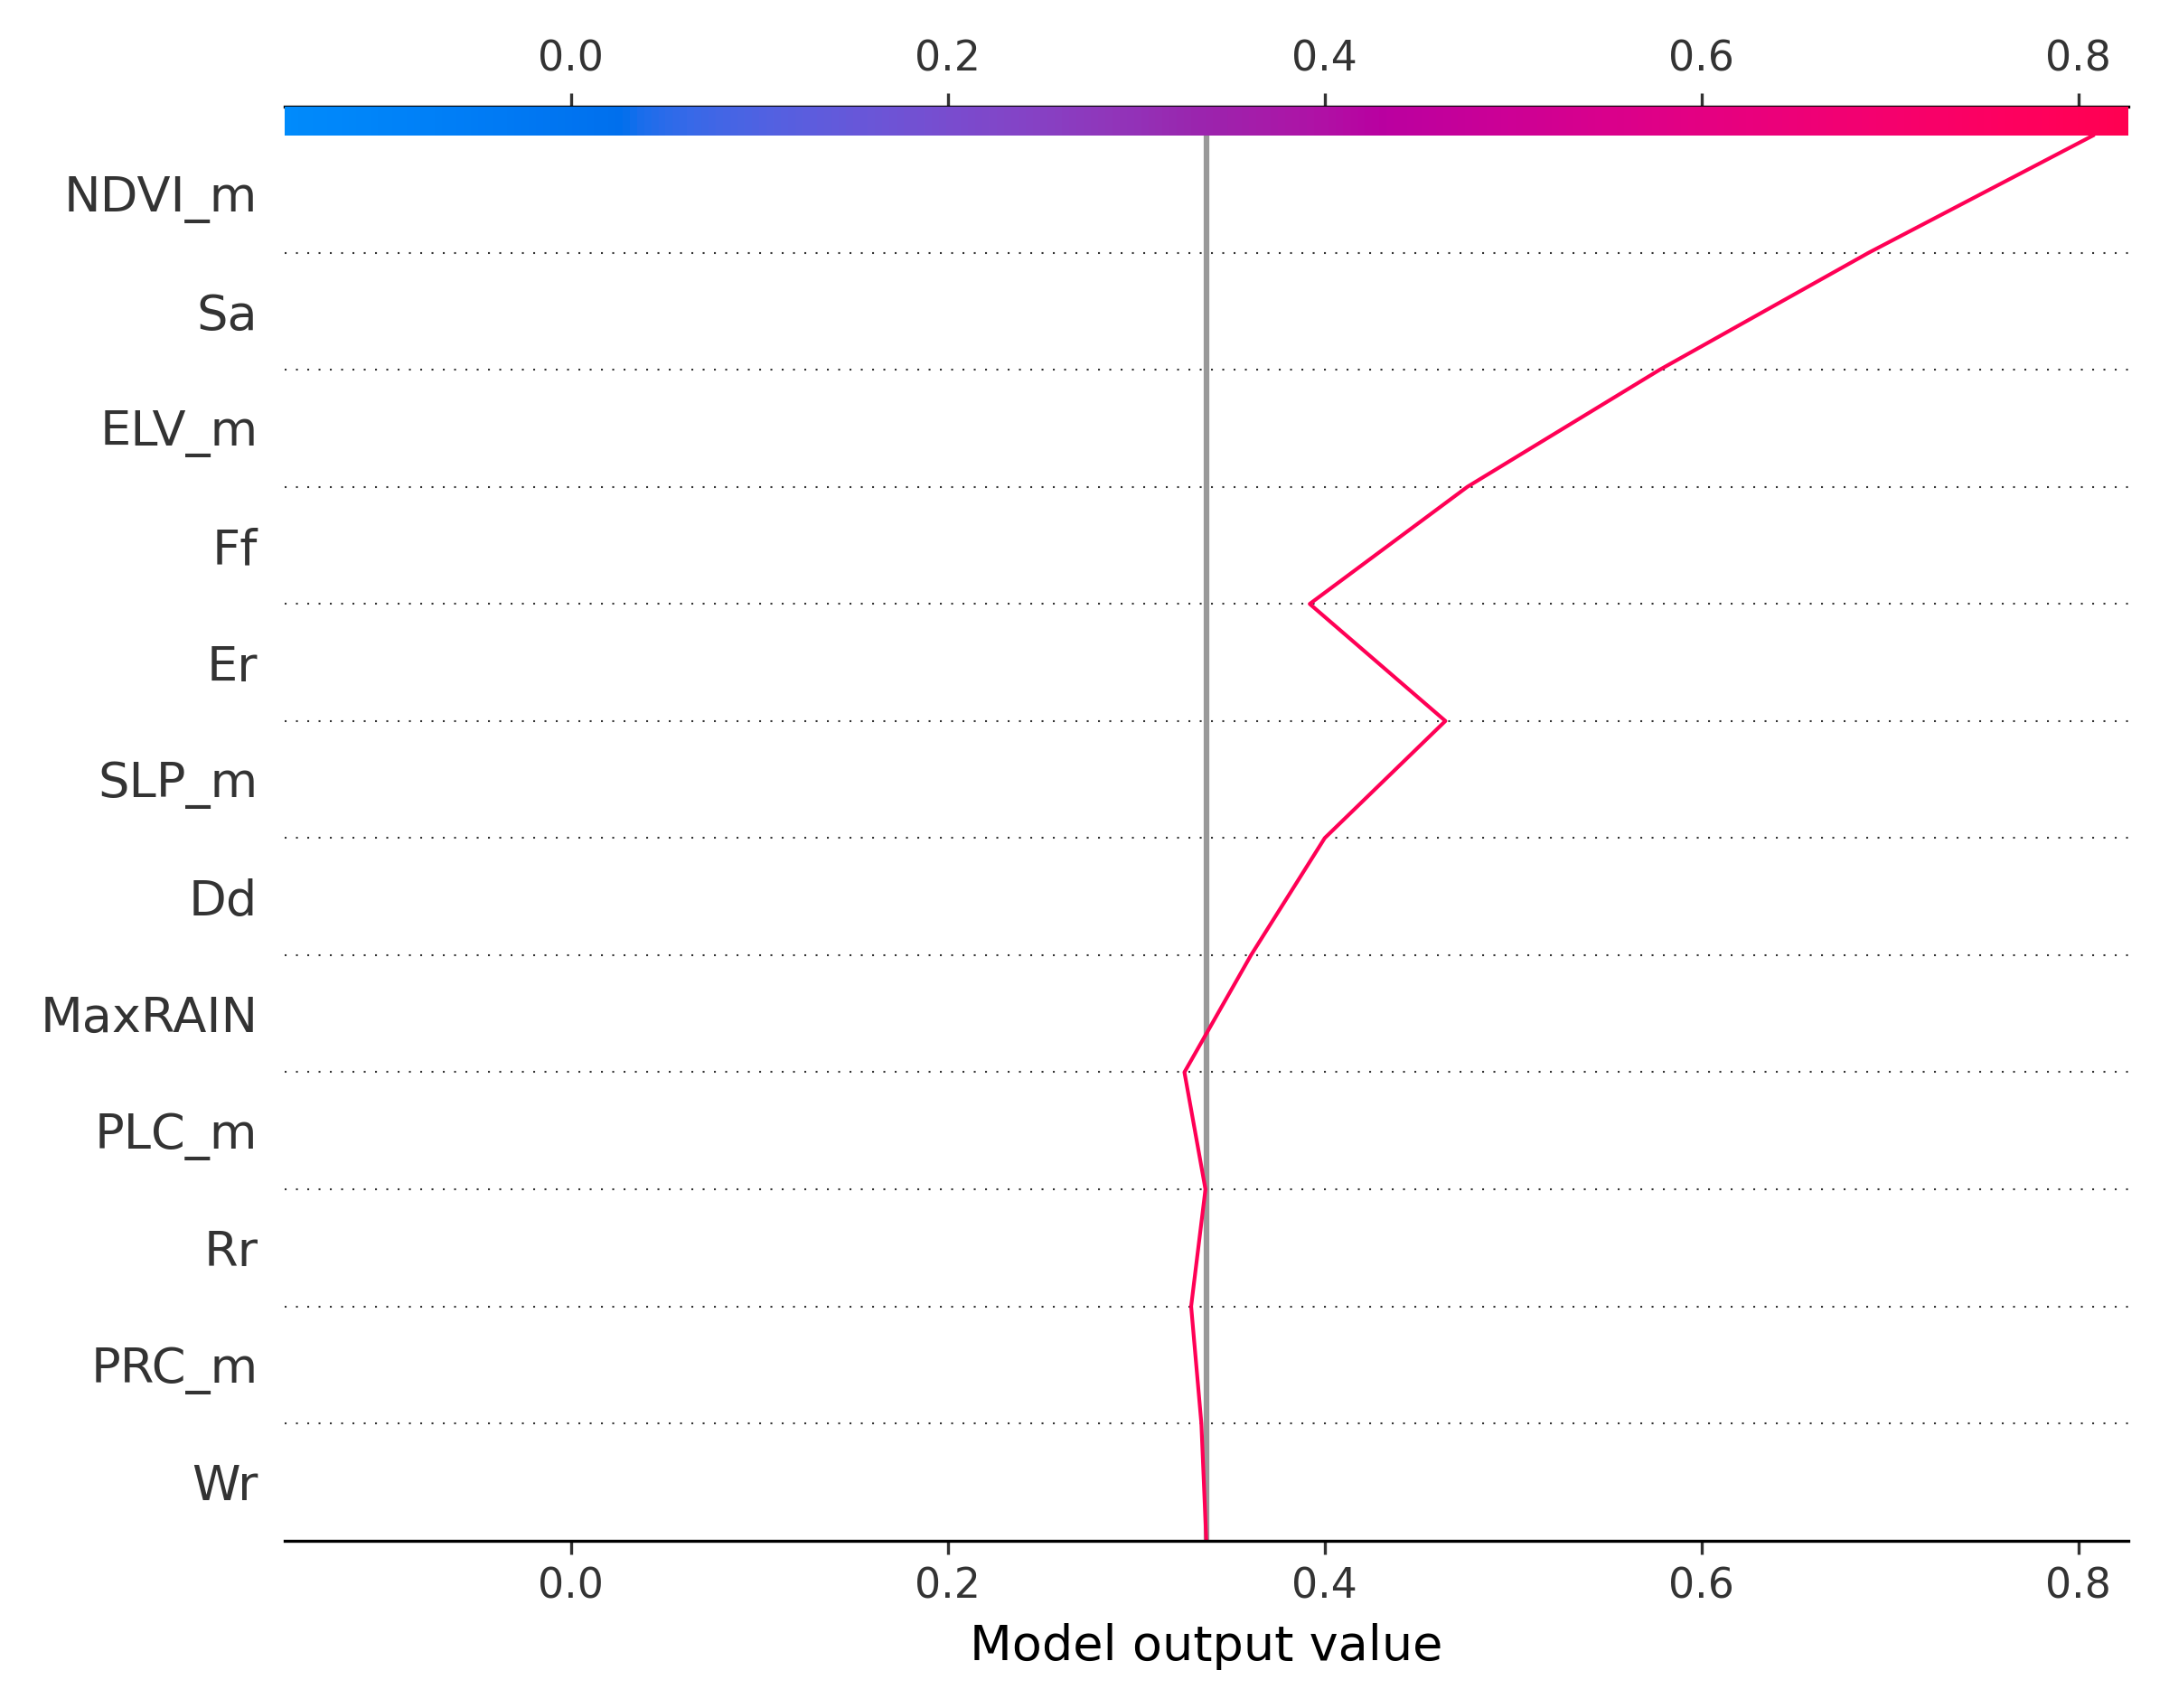 0.0 0.2 0.4 0.6 0.8
NDVI_m
Sa
ELV_m
Ff
Er
SLP_m
Dd
MaxRAIN
PLC_m
Rr
PRC_m
Wr
0.0 0.2 0.4 0.6 0.8
Model output value